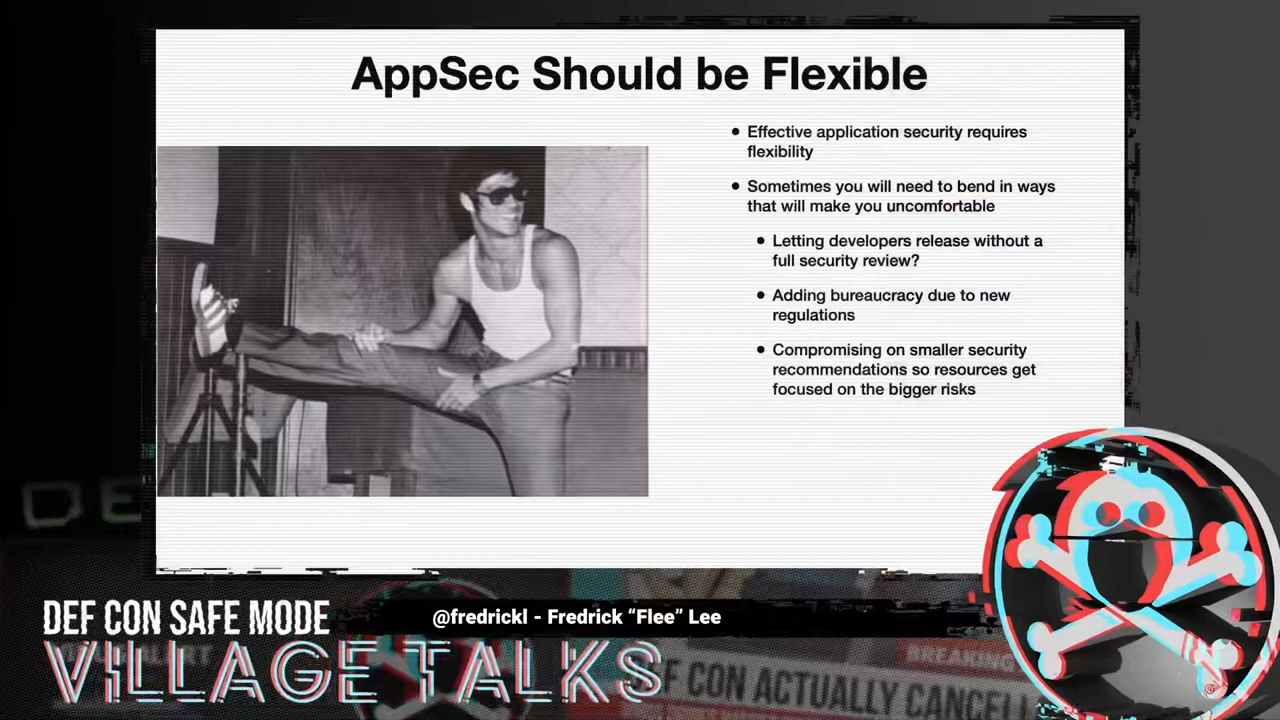 AppSec Should be Flexible
• Effective application security requires
flexibility
• Sometimes you will need to bend in ways
that will make you uncomfortable
• Letting developers release without a
full security review?
• Adding bureaucracy due to new
regulations
• Compromising on smaller security
recommendations so resources get
focused on the bigger risks
DEF CON SAFE MODE
@fredrickl - Fredrick “Flee” Lee
VILLAGE TALKS
BREAKING
DEF CON ACTUALLY